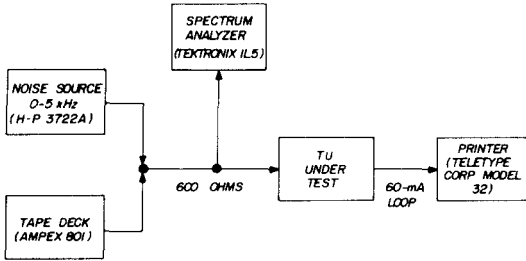 SPECTRUM
ANALYZER
(TEKTRONIX IL5)
NOISE SOURCE
0-5 kHz
(H-P 3722A)
600 OHMS
TU
UNDER
TEST
60-mA
LOOP
PRINTER
(TELETYPE
CORP MODEL
32)
TAPE DECK
(AMPEX 801)